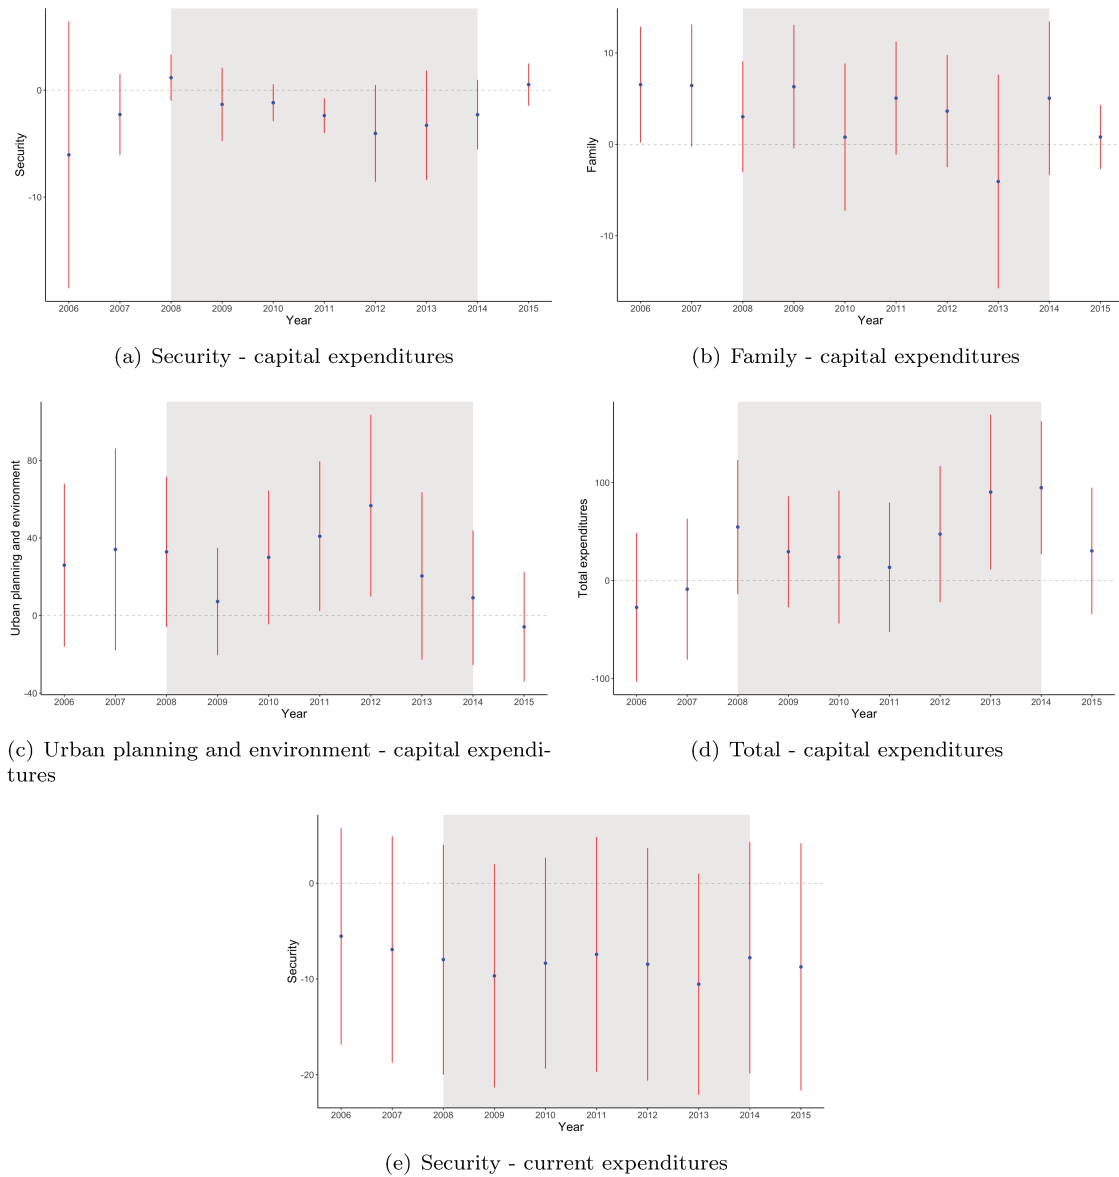 Security
0
-10
2006 2007 2008 2009 2010 2011 2012 2013 2014 2015
Year
(a) Security - capital expenditures
Family
10
0
-10
2006 2007 2008 2009 2010 2011 2012 2013 2014 2015
Year
(b) Family - capital expenditures
Urban planning and environment
80
40
0
-40
2006 2007 2008 2009 2010 2011 2012 2013 2014 2015
Year
(c) Urban planning and environment - capital expendi-
tures
Total expenditures
100
0
-100
2006 2007 2008 2009 2010 2011 2012 2013 2014 2015
Year
(d) Total - capital expenditures
Security
0
-10
-20
2006 2007 2008 2009 2010 2011 2012 2013 2014 2015
Year
(e) Security - current expenditures